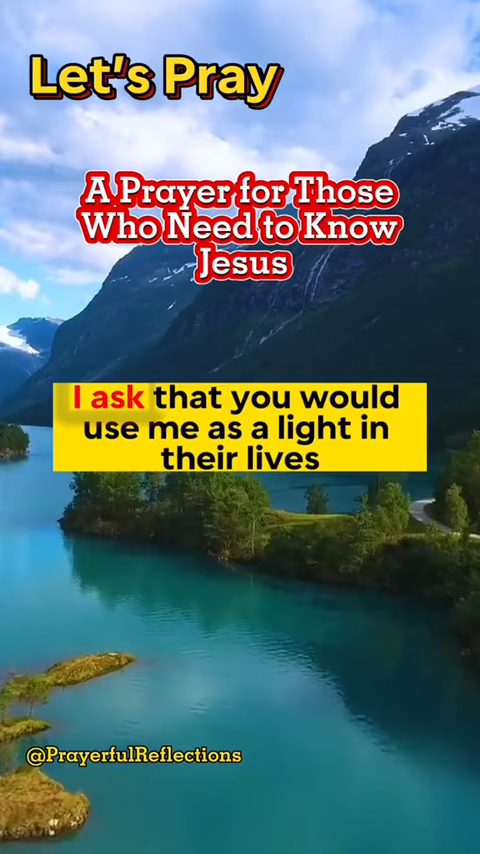 Let's Pray
A Prayer for Those
Who Need to Know
Jesus
I ask that you would
use me as a light in
their lives
@PrayerfulReflections